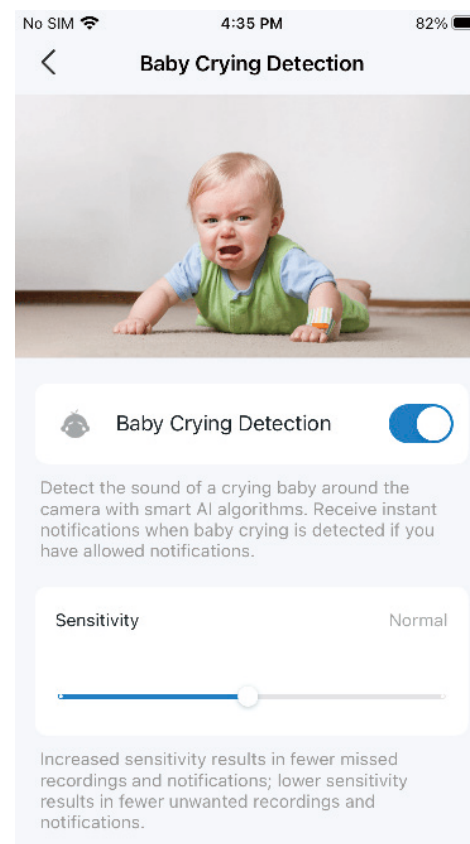 No SIM 4:35 PM 82%
Baby Crying Detection
Baby Crying Detection
Detect the sound of a crying baby around the
camera with smart AI algorithms. Receive instant
notifications when baby crying is detected if you
have allowed notifications.
Sensitivity Normal
Increased sensitivity results in fewer missed
recordings and notifications; lower sensitivity
results in fewer unwanted recordings and
notifications.